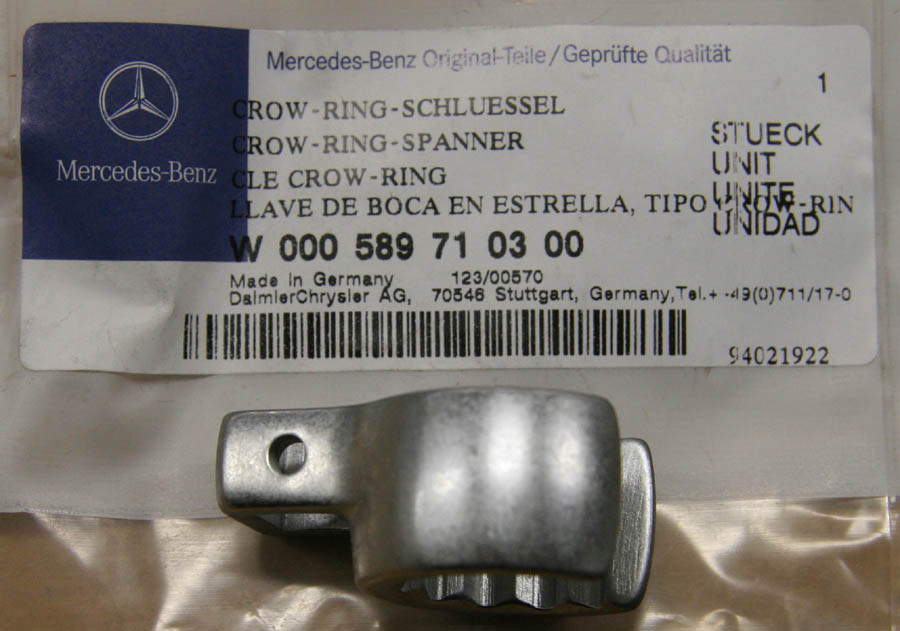 Mercedes-Benz Original-Teile/Geprüfte Qualität
1
Mercedes-Benz
CROW-RING-SCHLUESSEL
CROW-RING-SPANNER
CLE CROW-RING
LLAVE DE BOCA EN ESTRELLA, TIPO CROW-RIN
STUECK
UNIT
UNITE
UNIDAD
W 000 589 71 03 00
Made in Germany 123/00570
DaimlerChrysler AG, 70546 Stuttgart, Germany,Tel.+ -49(0)711/17-0
94021922